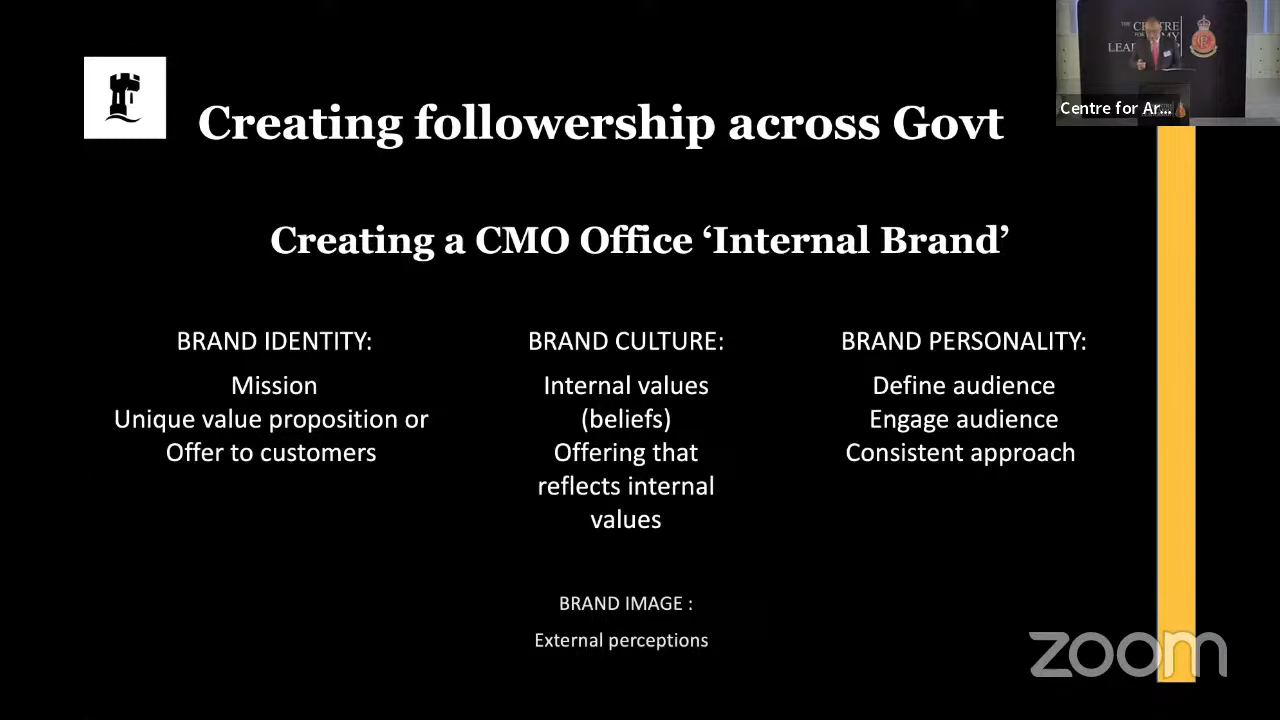 Creating followership across Govt
Creating a CMO Office ‘Internal Brand’
BRAND IDENTITY:
Mission
Unique value proposition or
Offer to customers
BRAND CULTURE:
Internal values
(beliefs)
Offering that
reflects internal
values
BRAND PERSONALITY:
Define audience
Engage audience
Consistent approach
BRAND IMAGE :
External perceptions
THE
Centre for Ar...
zoom